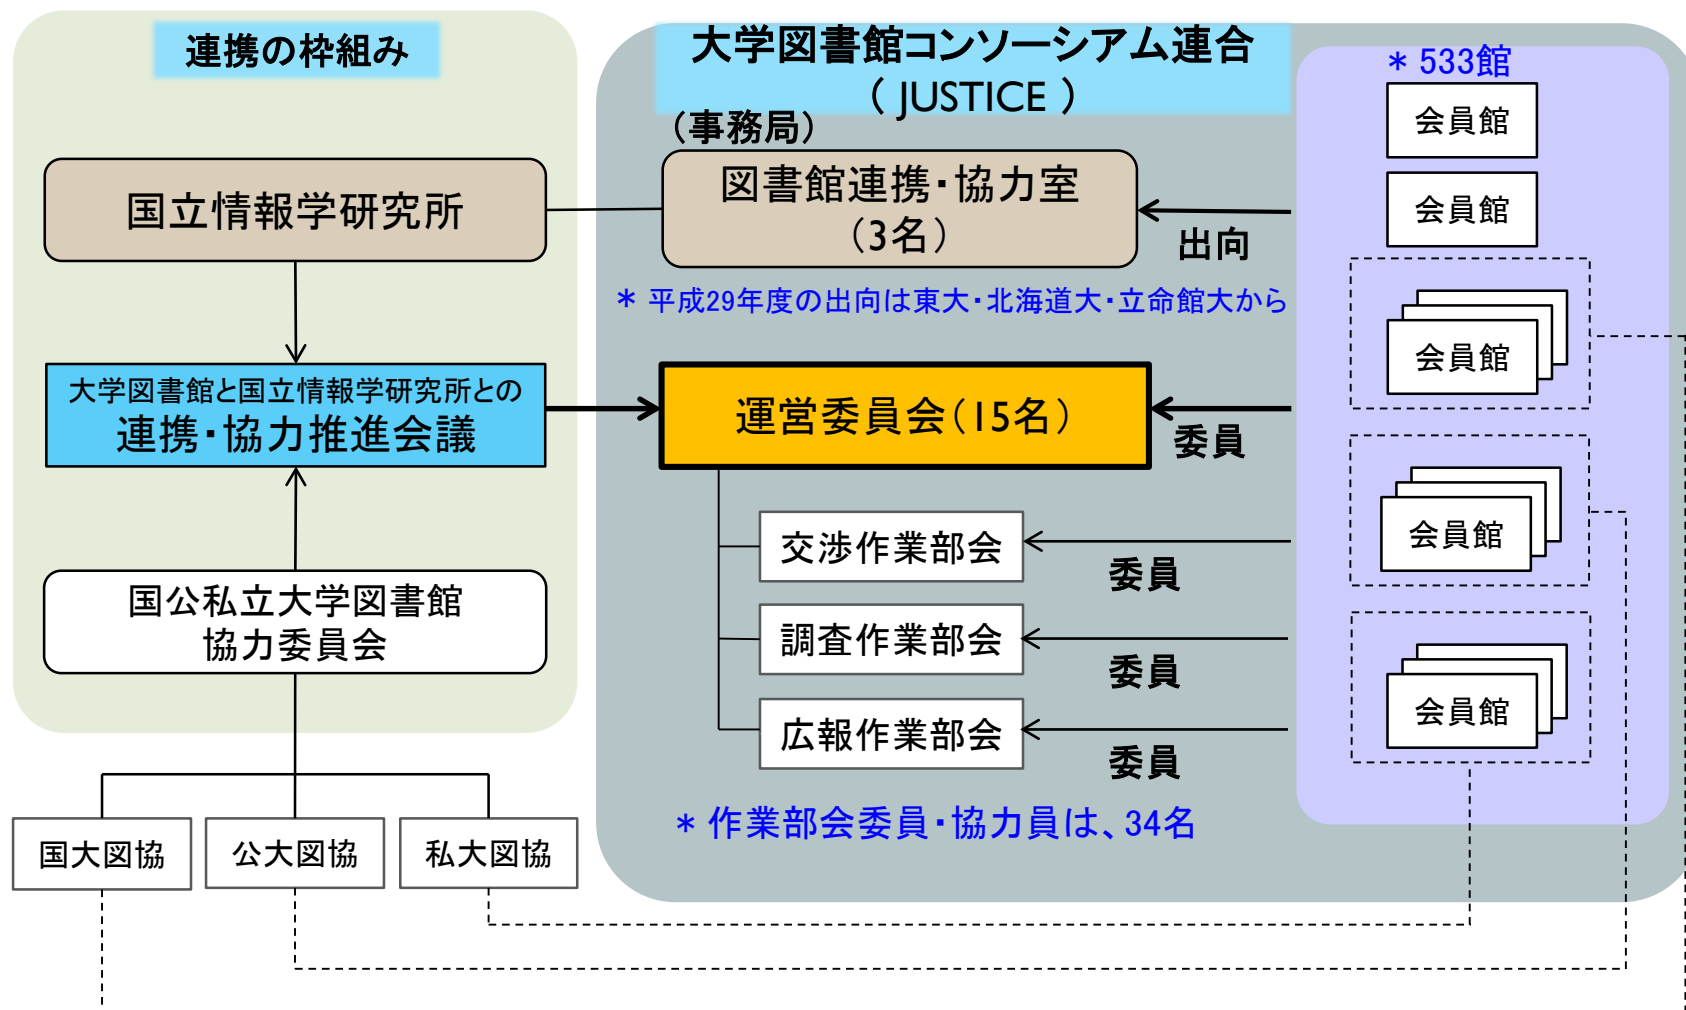 連携の枠組み
国立情報学研究所
大学図書館と国立情報学研究所との
連携・協力推進会議
国公私立大学図書館
協力委員会
国大図協
公大図協
私大図協
大学図書館コンソーシアム連合
（ JUSTICE ）
（事務局）
図書館連携・協力室
（3名）
出向
＊ 平成29年度の出向は東大・北海道大・立命館大から
運営委員会（15名）
委員
交渉作業部会
委員
調査作業部会
委員
広報作業部会
委員
＊ 作業部会委員・協力員は、34名
＊ 533館
会員館
会員館
会員館
会員館
会員館